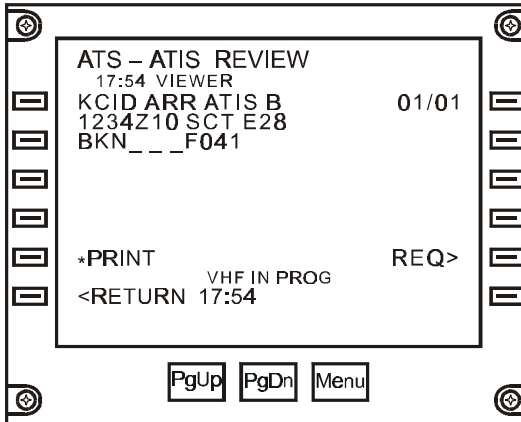 ATS – ATIS REVIEW
17:54 VIEWER
KCID ARR ATIS B 01/01
1234Z10 SCT E28
BKN_ _ _F041
*PRINT REQ>
VHF IN PROG
<RETURN 17:54
PgUp PgDn Menu